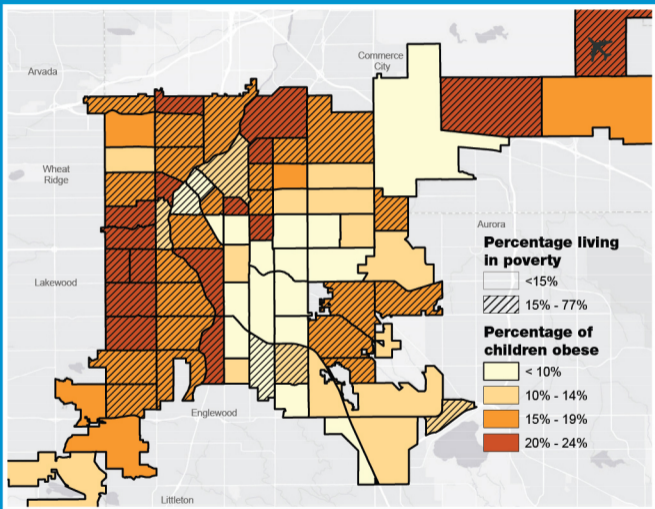 Arvada
Commerce
City
Wheat
Ridge
Aurora
Lakewood
Englewood
Littleton
Percentage living
in poverty
<15%
15% - 77%
Percentage of
children obese
< 10%
10% - 14%
15% - 19%
20% - 24%